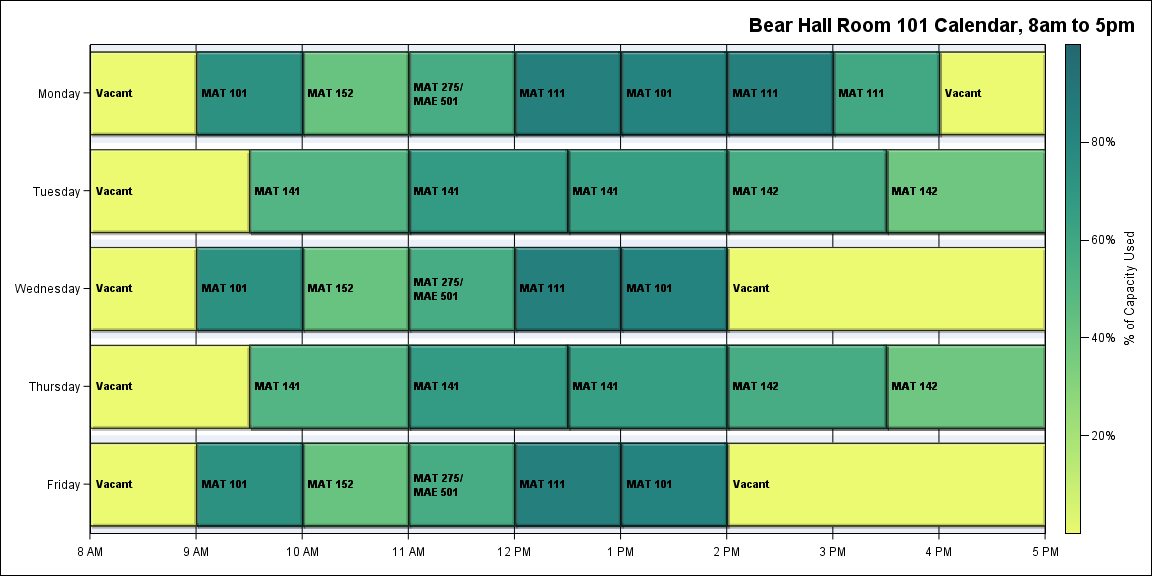 Bear Hall Room 101 Calendar, 8am to 5pm
Monday
Vacant
MAT 101
MAT 152
MAT 275/
MAE 501
MAT 111
MAT 101
MAT 111
MAT 111
Vacant
Tuesday
Vacant
MAT 141
MAT 141
MAT 141
MAT 142
MAT 142
Wednesday
Vacant
MAT 101
MAT 152
MAT 275/
MAE 501
MAT 111
MAT 101
Vacant
Thursday
Vacant
MAT 141
MAT 141
MAT 141
MAT 142
MAT 142
Friday
Vacant
MAT 101
MAT 152
MAT 275/
MAE 501
MAT 111
MAT 101
Vacant
8 AM
9 AM
10 AM
11 AM
12 PM
1 PM
2 PM
3 PM
4 PM
5 PM
80%
60%
40%
20%
% of Capacity Used